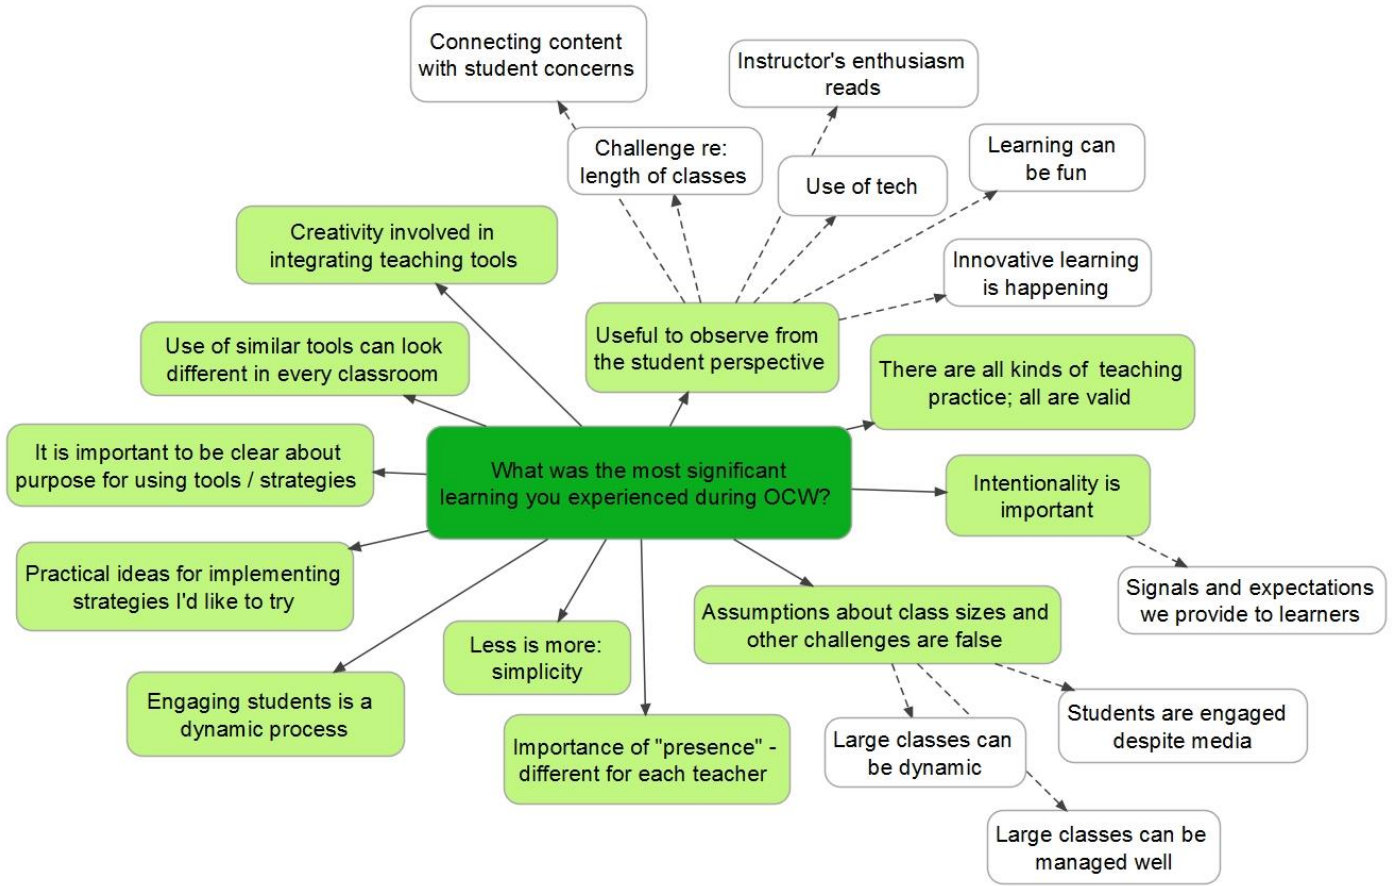 Connecting content
with student concerns
Instructor's enthusiasm
reads
Challenge re:
length of classes
Use of tech
Learning can
be fun
Creativity involved in
integrating teaching tools
Innovative learning
is happening
Useful to observe from
the student perspective
Use of similar tools can look
different in every classroom
There are all kinds of teaching
practice; all are valid
It is important to be clear about
purpose for using tools / strategies
What was the most significant
learning you experienced during OCW?
Intentionality is
important
Practical ideas for implementing
strategies I'd like to try
Signals and expectations
we provide to learners
Assumptions about class sizes and
other challenges are false
Less is more:
simplicity
Engaging students is a
dynamic process
Importance of "presence" -
different for each teacher
Large classes can
be dynamic
Students are engaged
despite media
Large classes can be
managed well